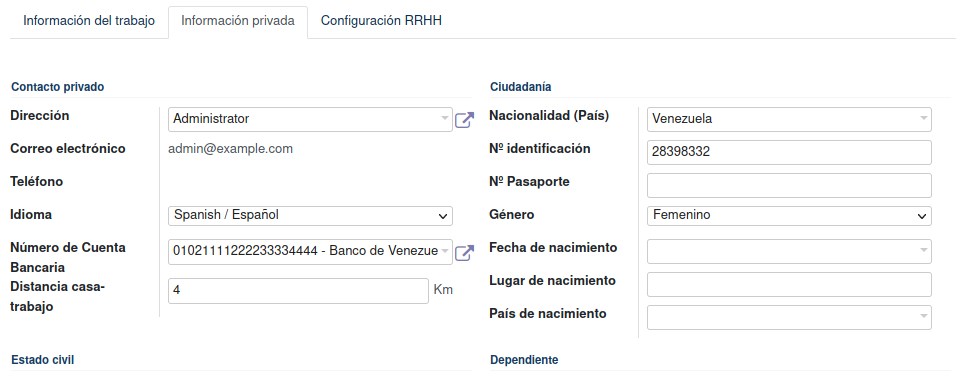 Información del trabajo
Información privada
Configuración RRHH
Contacto privado
Dirección
Administrator
Correo electrónico
admin@example.com
Teléfono
Idioma
Spanish / Español
Número de Cuenta
Bancaria
01021111222233334444 - Banco de Venezue
Distancia casa-
trabajo
4
Km
Estado civil
Ciudadanía
Nacionalidad (País)
Venezuela
Nº identificación
28398332
Nº Pasaporte
Género
Femenino
Fecha de nacimiento
Lugar de nacimiento
País de nacimiento
Dependiente